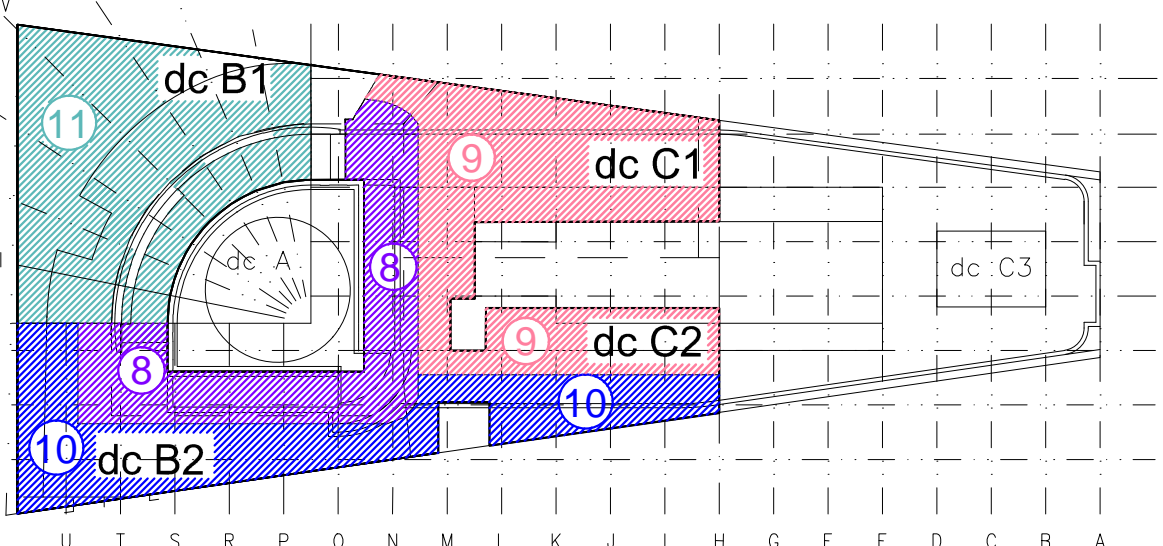 dc B1
11
9
dc C1
dc A
8
dc C3
9
dc C2
8
10
10
dc B2
U T S R P O N M L K J I H G F E D C B A